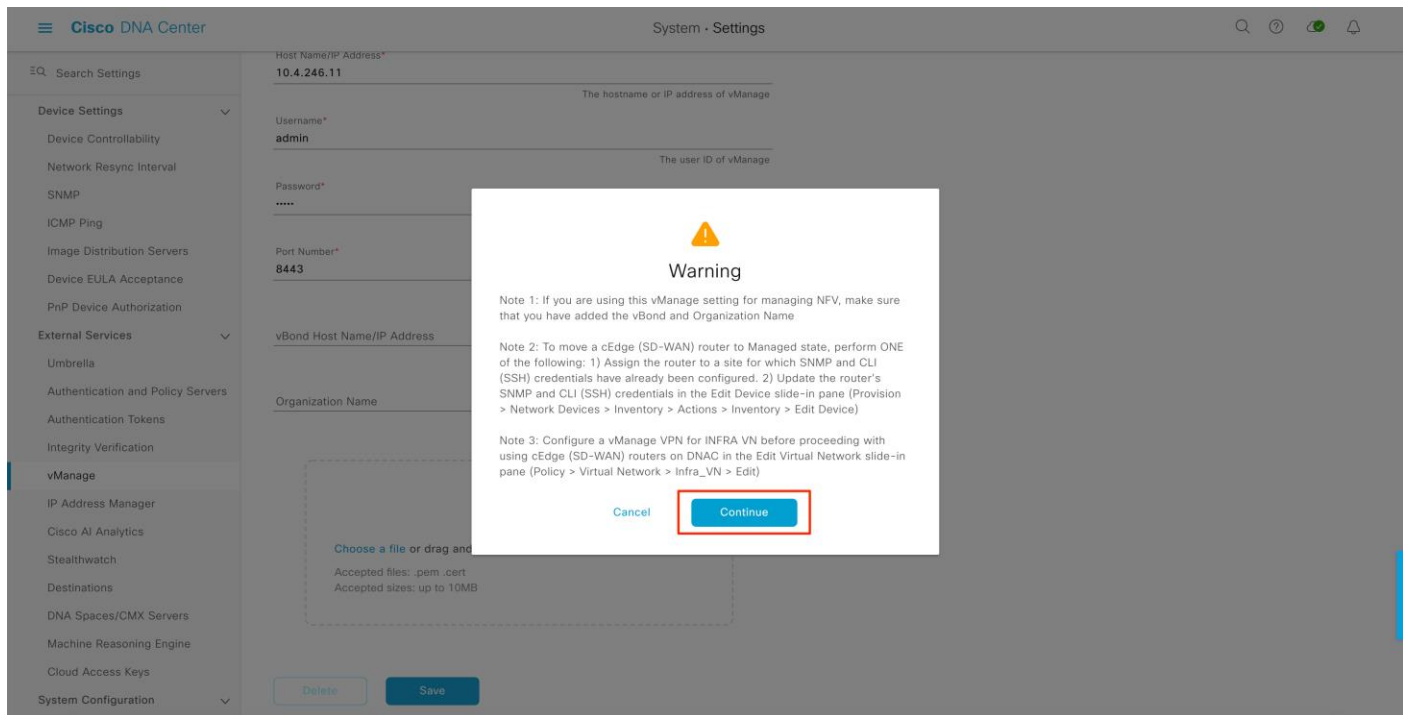 Cisco DNA Center
System · Settings
Search Settings
Device Settings
Device Controllability
Network Resync Interval
SNMP
ICMP Ping
Image Distribution Servers
Device EULA Acceptance
PnP Device Authorization
External Services
Umbrella
Authentication and Policy Servers
Authentication Tokens
Integrity Verification
vManage
IP Address Manager
Cisco AI Analytics
Stealthwatch
Destinations
DNA Spaces/CMX Servers
Machine Reasoning Engine
Cloud Access Keys
System Configuration
Host Name/IP Address*
10.4.246.11
The hostname or IP address of vManage
Username*
admin
The user ID of vManage
Password*
•••••
Port Number*
8443
vBond Host Name/IP Address
Organization Name
Choose a file or drag and
Accepted files: .pem .cert
Accepted sizes: up to 10MB
Delete
Save
Warning
Note 1: If you are using this vManage setting for managing NFV, make sure
that you have added the vBond and Organization Name
Note 2: To move a cEdge (SD-WAN) router to Managed state, perform ONE
of the following: 1) Assign the router to a site for which SNMP and CLI
(SSH) credentials have already been configured. 2) Update the router's
SNMP and CLI (SSH) credentials in the Edit Device slide-in pane (Provision
> Network Devices > Inventory > Actions > Inventory > Edit Device)
Note 3: Configure a vManage VPN for INFRA VN before proceeding with
using cEdge (SD-WAN) routers on DNAC in the Edit Virtual Network slide-in
pane (Policy > Virtual Network > Infra_VN > Edit)
Cancel
Continue